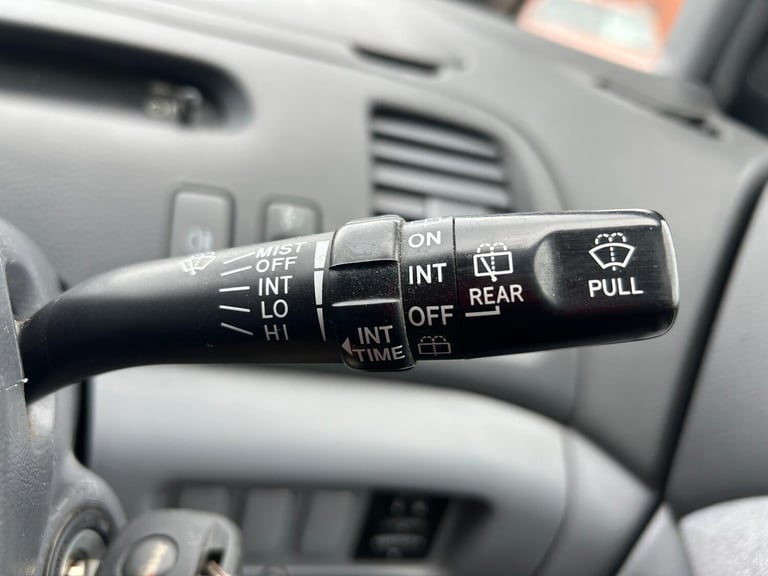 MIST
OFF
INT
LO
HI
INT
TIME
ON
INT
OFF
REAR
PULL